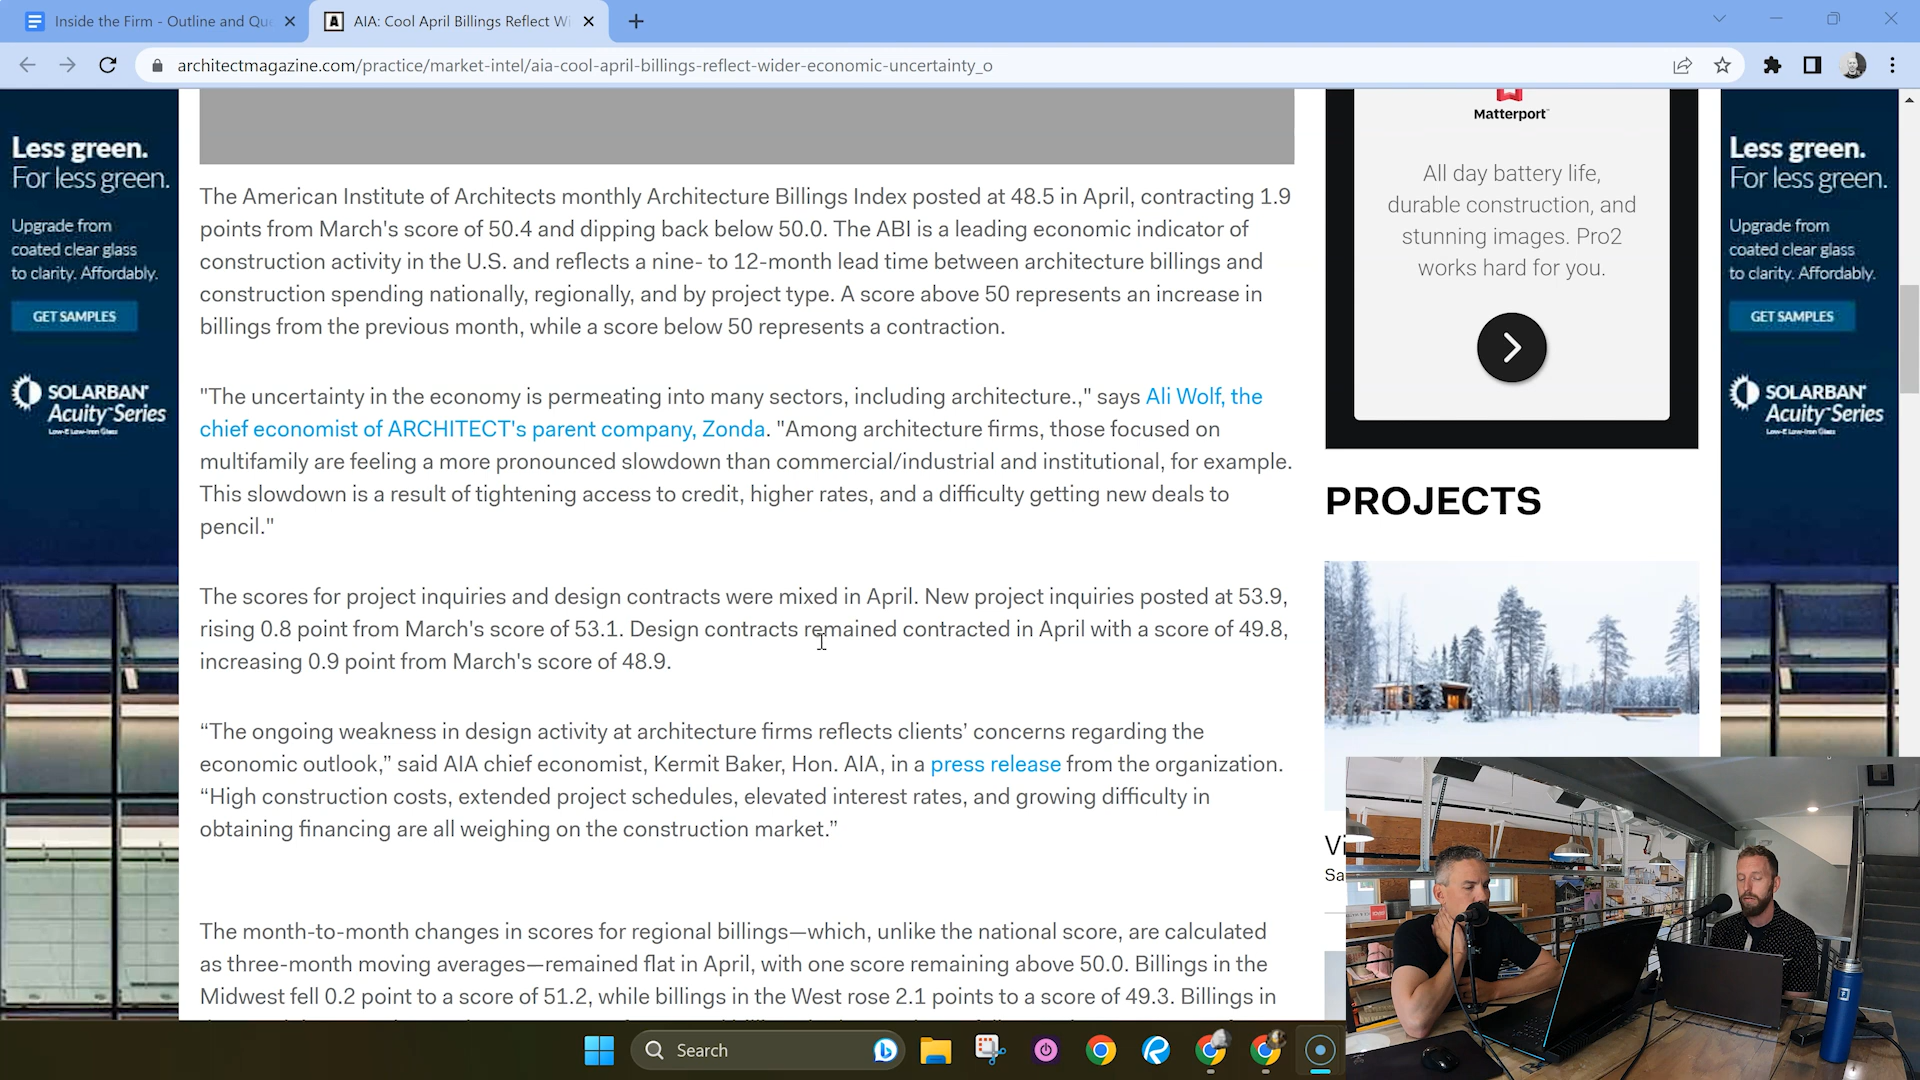 Inside the Firm - Outline and Qu
AIA: Cool April Billings Reflect Wi
architectmagazine.com/practice/market-intel/aia-cool-april-billings-reflect-wider-economic-uncertainty_o
Less green.
For less green.
Upgrade from
coated clear glass
to clarity. Affordably.
GET SAMPLES
SOLARBAN®
Acuity™Series
Low-E Low-Iron Glass
The American Institute of Architects monthly Architecture Billings Index posted at 48.5 in April, contracting 1.9
points from March's score of 50.4 and dipping back below 50.0. The ABI is a leading economic indicator of
construction activity in the U.S. and reflects a nine- to 12-month lead time between architecture billings and
construction spending nationally, regionally, and by project type. A score above 50 represents an increase in
billings from the previous month, while a score below 50 represents a contraction.
"The uncertainty in the economy is permeating into many sectors, including architecture.," says Ali Wolf, the
chief economist of ARCHITECT's parent company, Zonda. "Among architecture firms, those focused on
multifamily are feeling a more pronounced slowdown than commercial/industrial and institutional, for example.
This slowdown is a result of tightening access to credit, higher rates, and a difficulty getting new deals to
pencil."
The scores for project inquiries and design contracts were mixed in April. New project inquiries posted at 53.9,
rising 0.8 point from March's score of 53.1. Design contracts remained contracted in April with a score of 49.8,
increasing 0.9 point from March's score of 48.9.
“The ongoing weakness in design activity at architecture firms reflects clients’ concerns regarding the
economic outlook,” said AIA chief economist, Kermit Baker, Hon. AIA, in a press release from the organization.
“High construction costs, extended project schedules, elevated interest rates, and growing difficulty in
obtaining financing are all weighing on the construction market.”
The month-to-month changes in scores for regional billings—which, unlike the national score, are calculated
as three-month moving averages—remained flat in April, with one score remaining above 50.0. Billings in the
Midwest fell 0.2 point to a score of 51.2, while billings in the West rose 2.1 points to a score of 49.3. Billings in
Matterport™
All day battery life,
durable construction, and
stunning images. Pro2
works hard for you.
PROJECTS
Vi
Sa
Less green.
For less green.
Upgrade from
coated clear glass
to clarity. Affordably.
GET SAMPLES
SOLARBAN®
Acuity™Series
Low-E Low-Iron Glass
Search